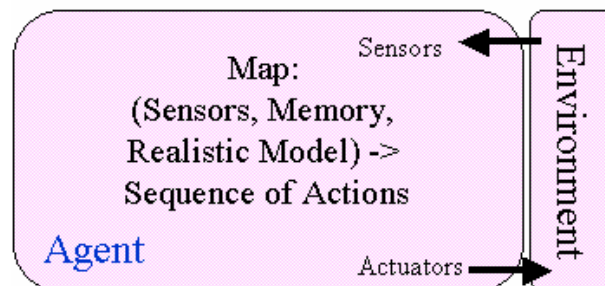 Sensors
Map:
(Sensors, Memory,
Realistic Model) ->
Sequence of Actions
Agent
Actuators
Environment